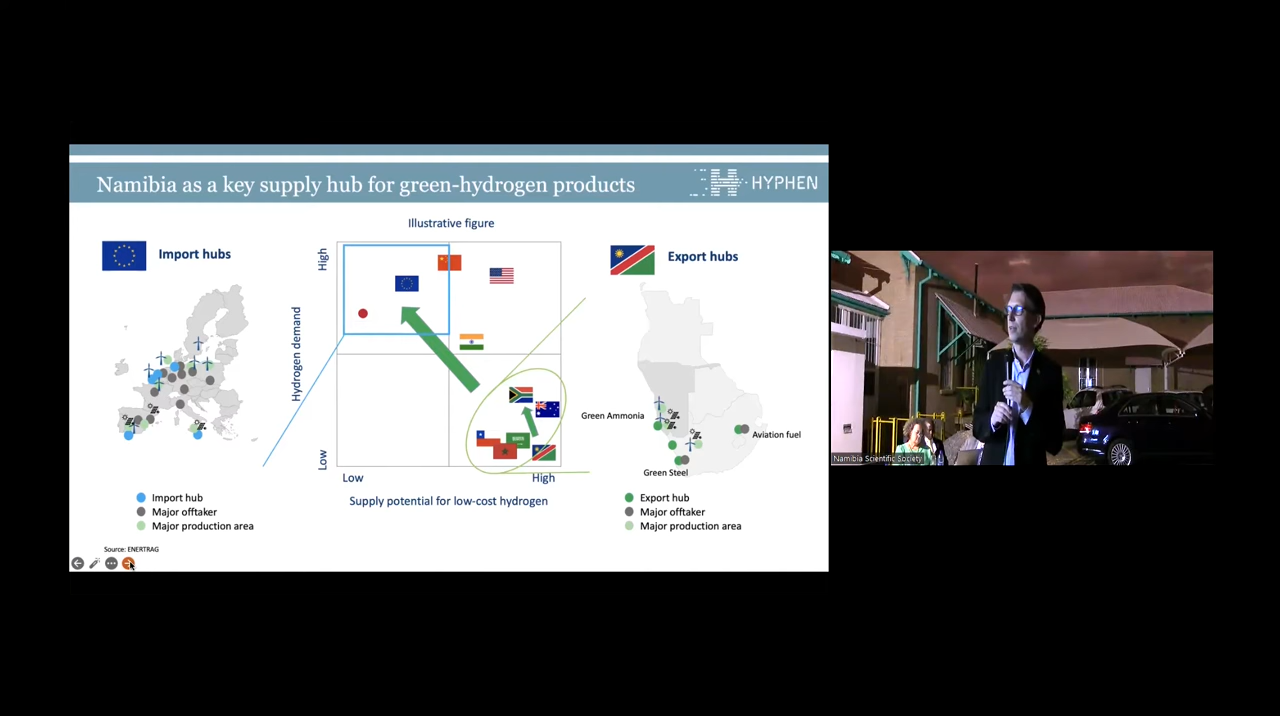 Namibia as a key supply hub for green-hydrogen products
HYPHEN
Illustrative figure
Import hubs
High
Hydrogen demand
Low
Low
High
Supply potential for low-cost hydrogen
Export hubs
Green Ammonia
Aviation fuel
Green Steel
Import hub
Major offtaker
Major production area
Export hub
Major offtaker
Major production area
Source: ENERTRAG
Namibia Scientific Society